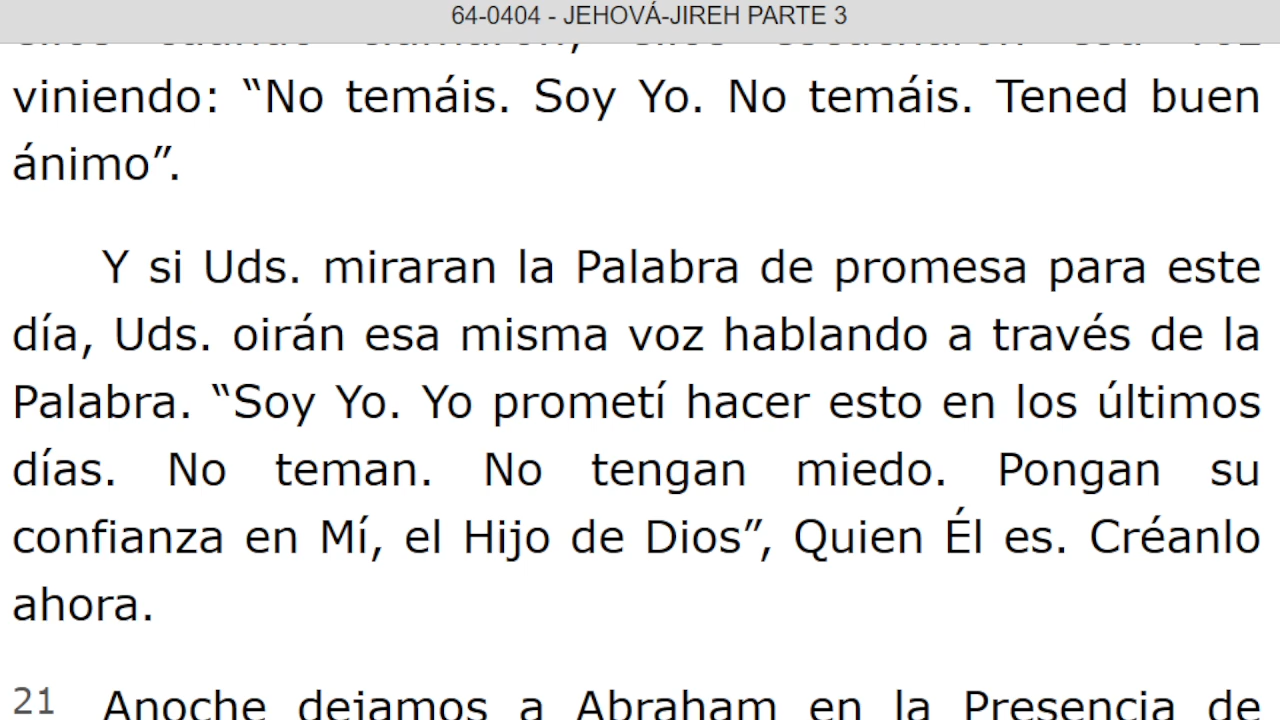 64-0404 - JEHOVÁ-JIREH PARTE 3
viniendo: “No temáis. Soy Yo. No temáis. Tened buen
ánimo”.
Y si Uds. miraran la Palabra de promesa para este
día, Uds. oirán esa misma voz hablando a través de la
Palabra. “Soy Yo. Yo prometí hacer esto en los últimos
días. No teman. No tengan miedo. Pongan su
confianza en Mí, el Hijo de Dios”, Quien Él es. Créanlo
ahora.
21 Anoche dejamos a Abraham en la Presencia de